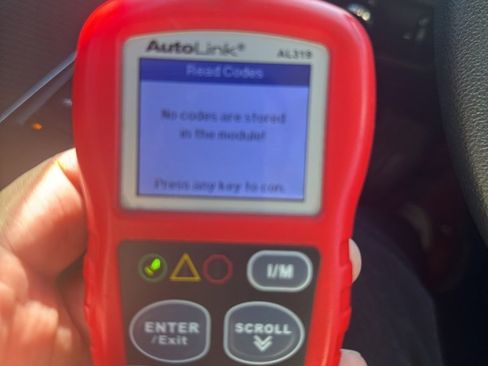 AutoLink®
AL319
Read Codes
No codes are stored
in the module!
Press any key to con.
I/M
ENTER
/Exit
SCROLL